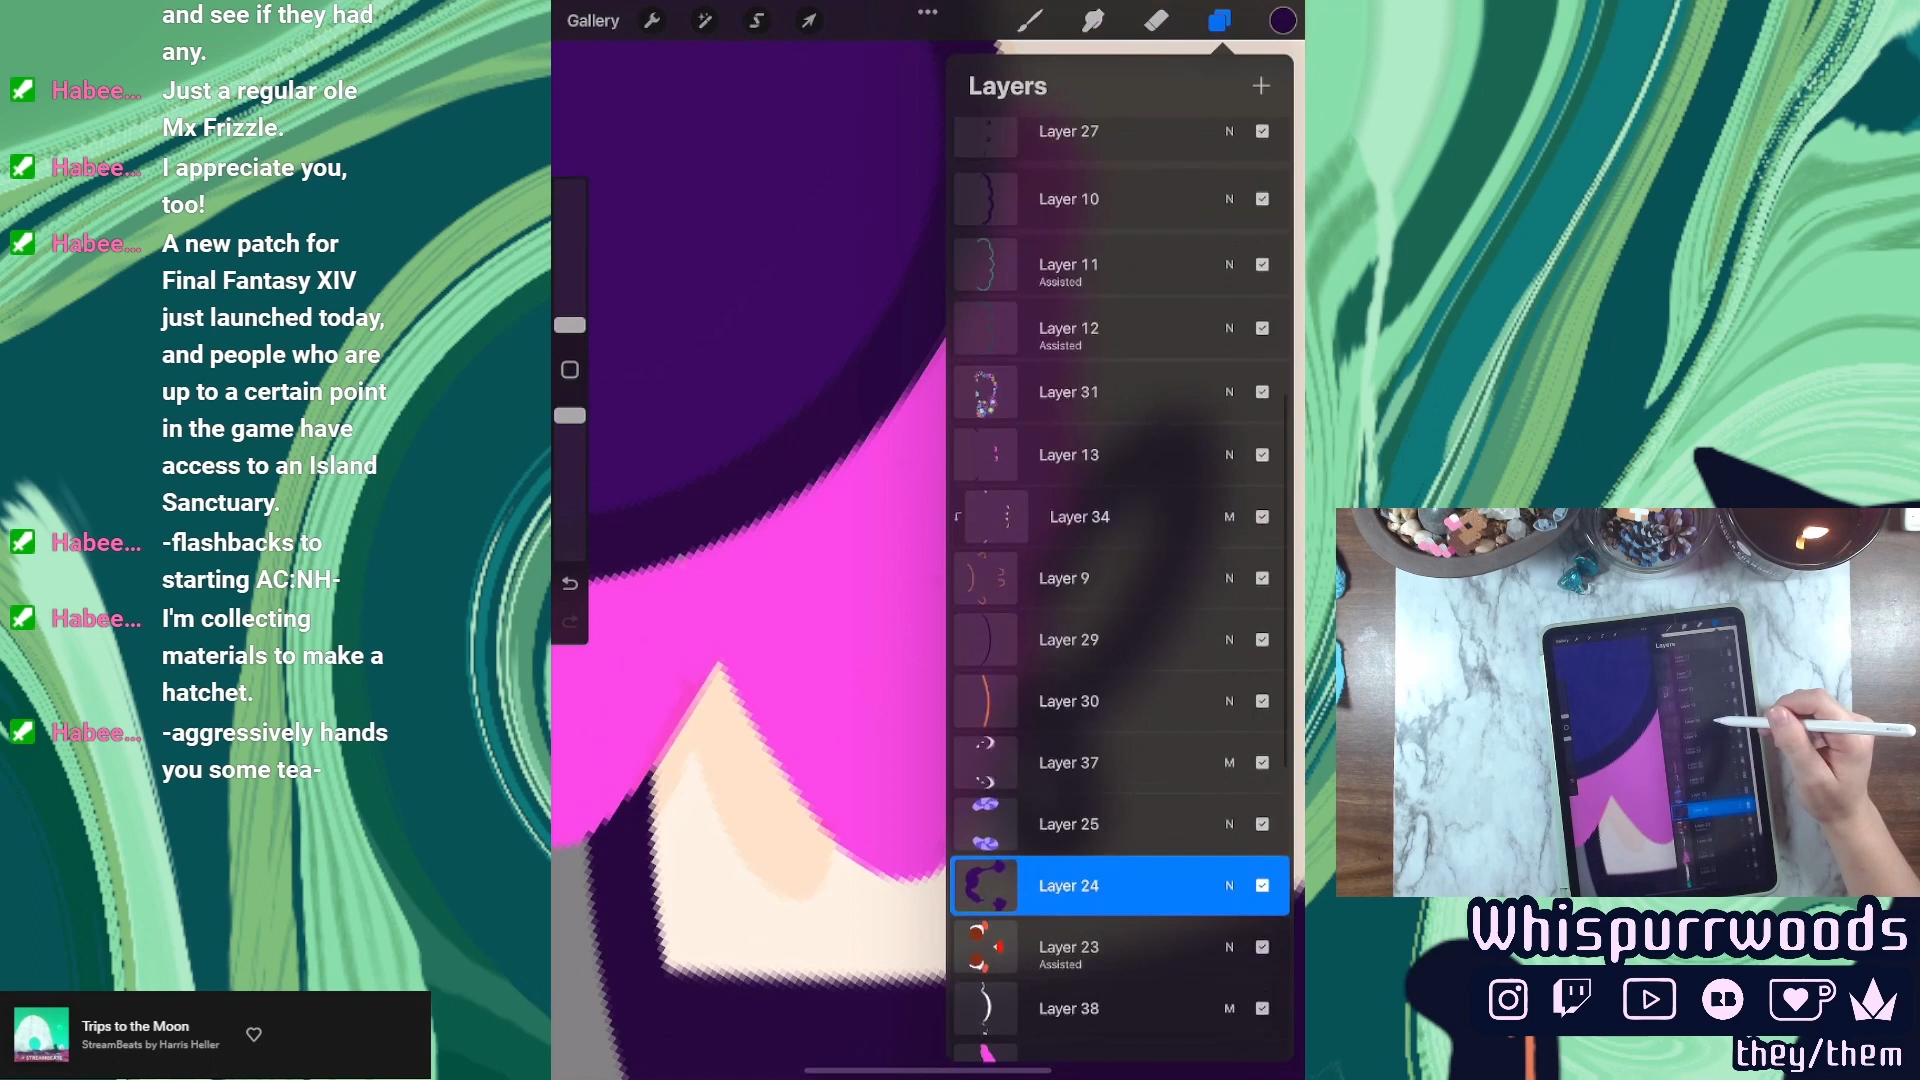 and see if they had
any.
Habee... Just a regular ole
Mx Frizzle.
Habee... I appreciate you,
too!
Habee... A new patch for
Final Fantasy XIV
just launched today,
and people who are
up to a certain point
in the game have
access to an Island
Sanctuary.
Habee... -flashbacks to
starting AC:NH-
Habee... I'm collecting
materials to make a
hatchet.
Habee... -aggressively hands
you some tea-
Trips to the Moon
StreamBeats by Harris Heller
Gallery
Layers
Layer 27 N
Layer 10 N
Layer 11 N
Assisted
Layer 12 N
Assisted
Layer 31 N
Layer 13 N
Layer 34 M
Layer 9 N
Layer 29 N
Layer 30 N
Layer 37 M
Layer 25 N
Layer 24 N
Layer 23 N
Assisted
Layer 38 M
Layers
Whispurrwoods
RB
they/them